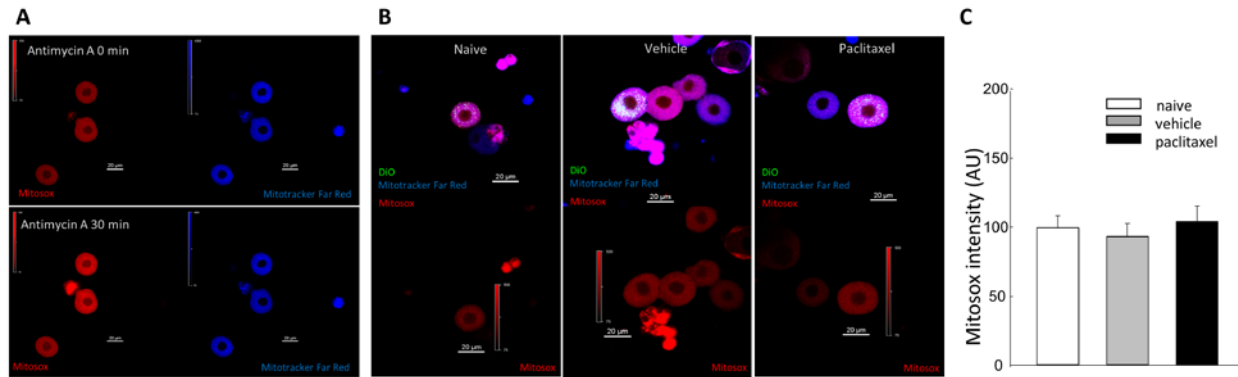 A
Antimycin A 0 min
20 µm
20 µm
Mitosox
Mitotracker Far Red
Antimycin A 30 min
20 µm
20 µm
Mitosox
Mitotracker Far Red
B
Naive
DiO
Mitotracker Far Red
Mitosox
20 µm
20 µm
Mitosox
Vehicle
DiO
Mitotracker Far Red
Mitosox
20 µm
20 µm
Mitosox
Paclitaxel
DiO
Mitotracker Far Red
Mitosox
20 µm
20 µm
Mitosox
C
Mitosox intensity (AU)
200
150
100
50
0
naive
vehicle
paclitaxel